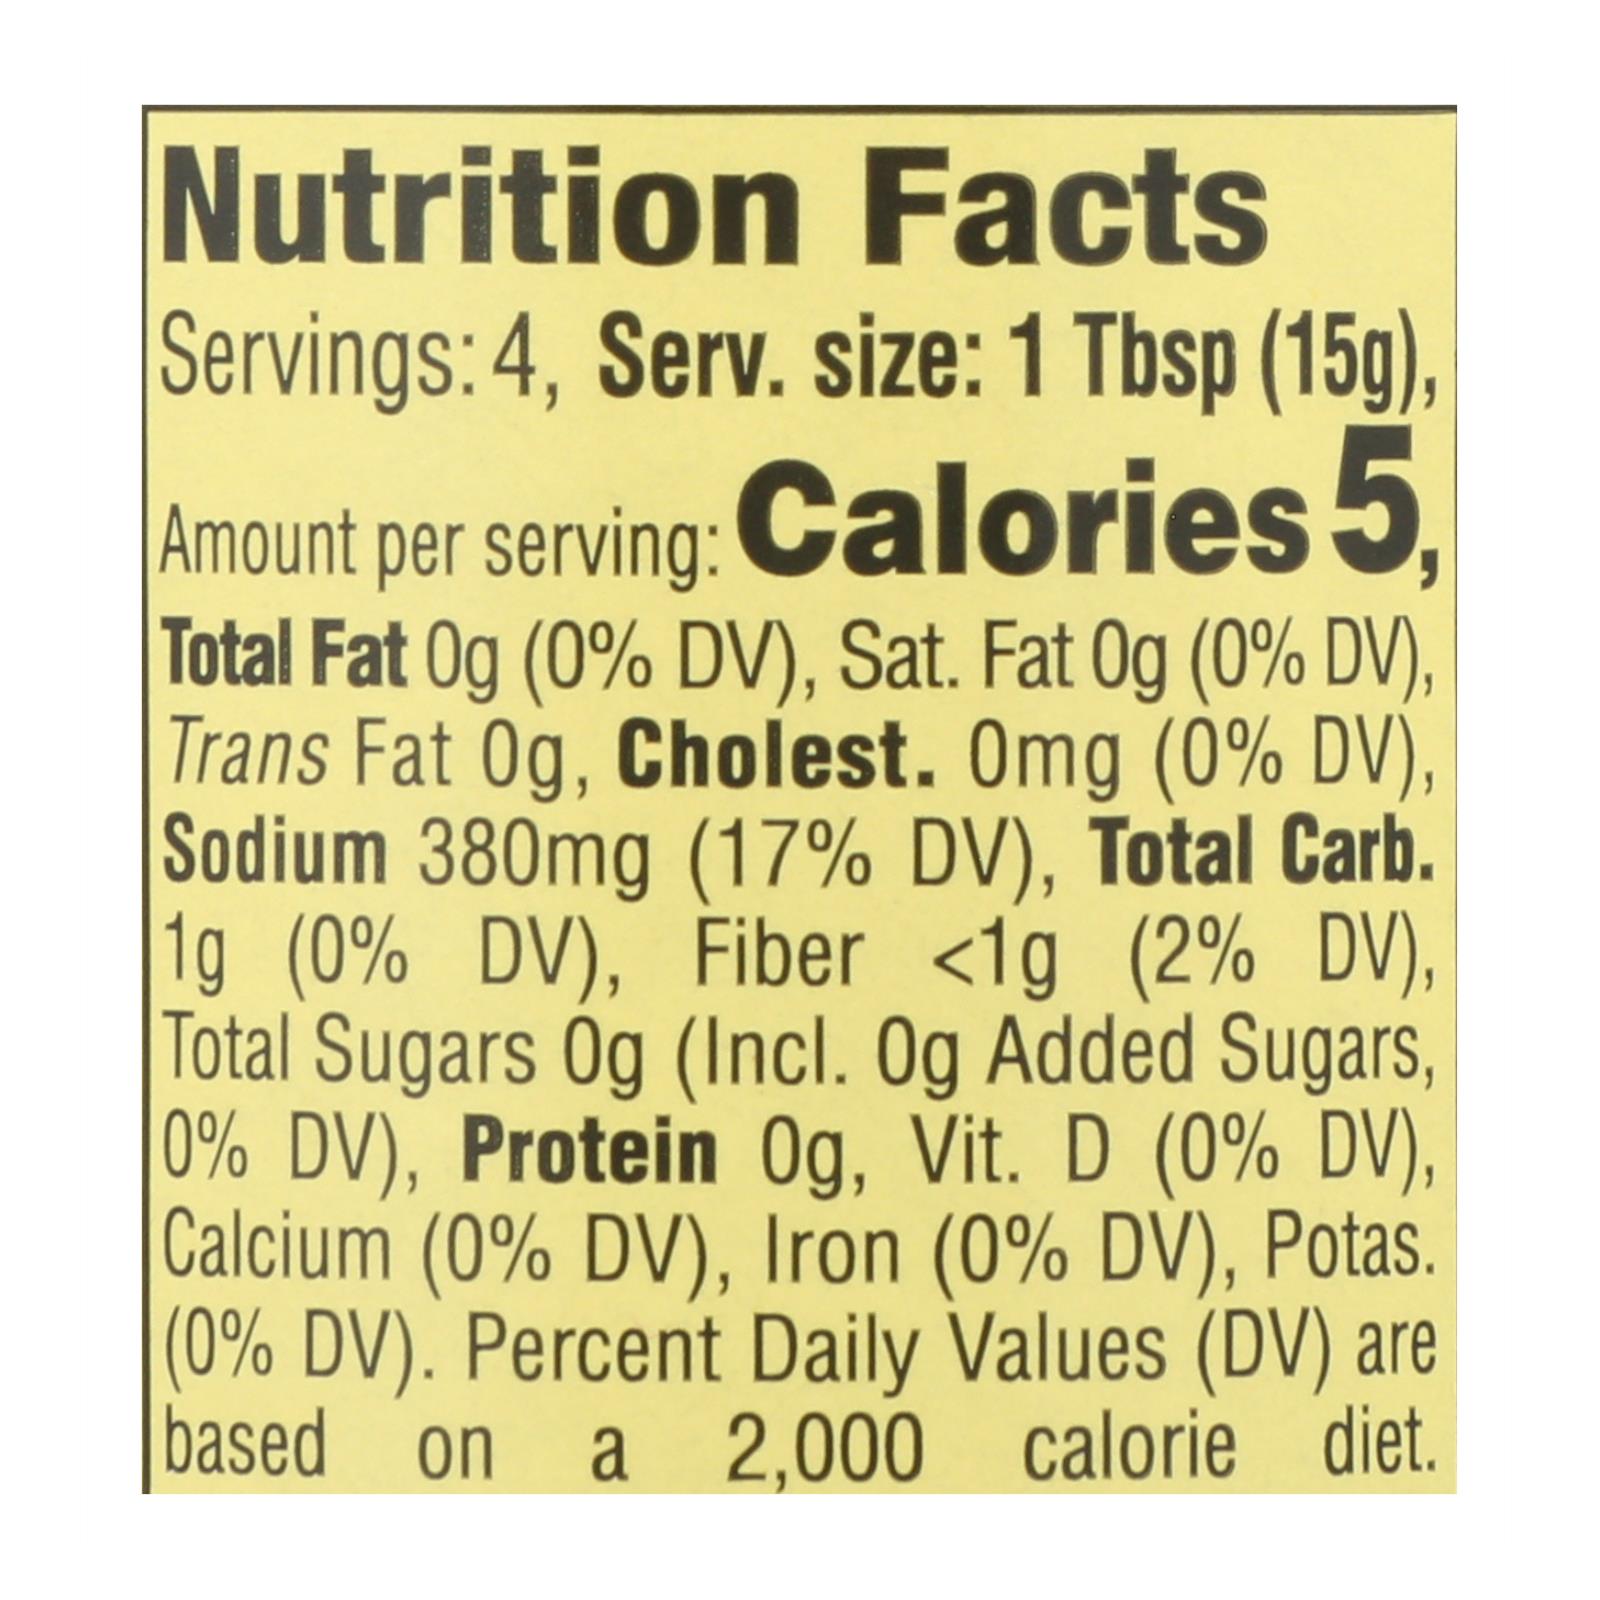 Nutrition Facts
Servings: 4, Serv. size: 1 Tbsp (15g),
Amount per serving: Calories 5,
Total Fat 0g (0% DV), Sat. Fat 0g (0% DV),
Trans Fat 0g, Cholest. 0mg (0% DV),
Sodium 380mg (17% DV), Total Carb.
1g (0% DV), Fiber <1g (2% DV),
Total Sugars 0g (Incl. 0g Added Sugars,
0% DV), Protein 0g, Vit. D (0% DV),
Calcium (0% DV), Iron (0% DV), Potas.
(0% DV). Percent Daily Values (DV) are
based on a 2,000 calorie diet.